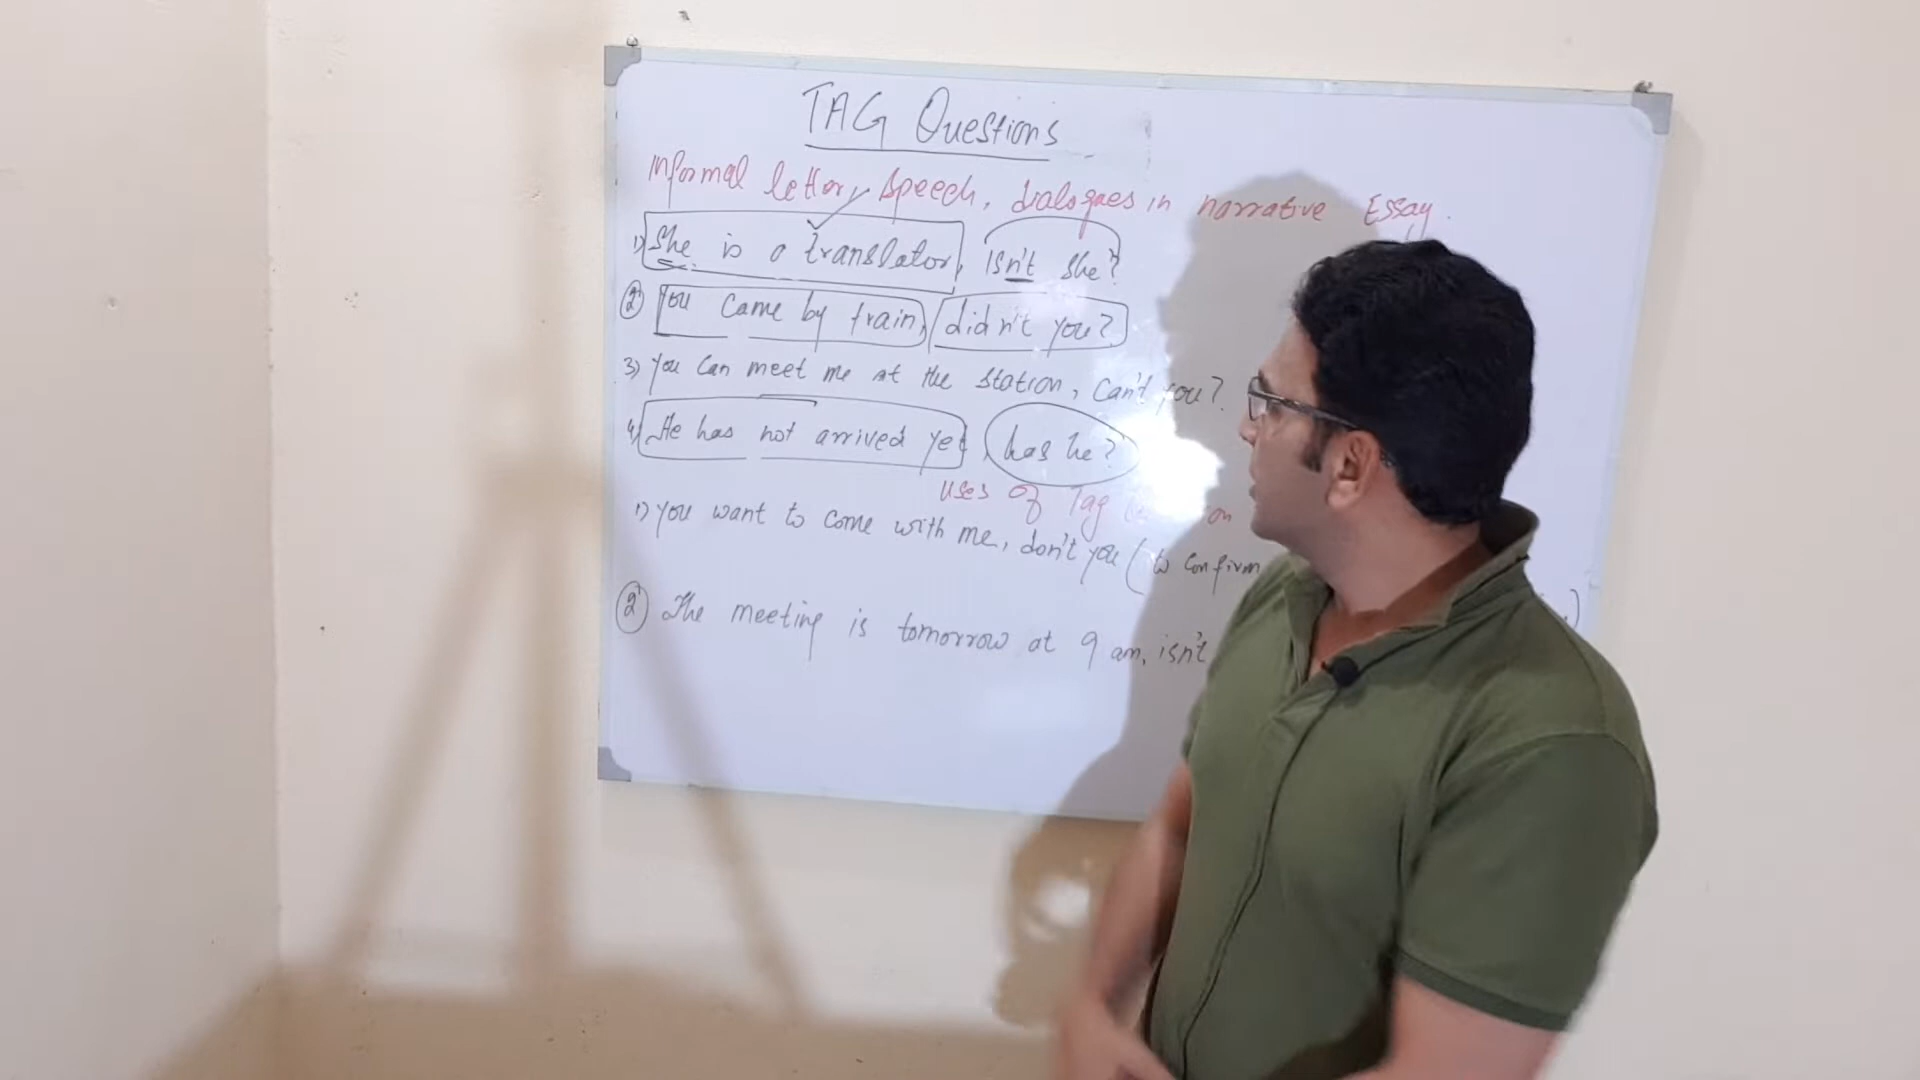 TAG Questions
Informal letter, Speech, dialogues in narrative Essay.
1) She is a translator, isn't she?
2 You came by train, didn't you?
3) You can meet me at the station, can't you?
4) He has not arrived yet, has he?
Uses of Tag
1) You want to come with me, don't you (to confirm
2 The meeting is tomorrow at 9 am, isn't